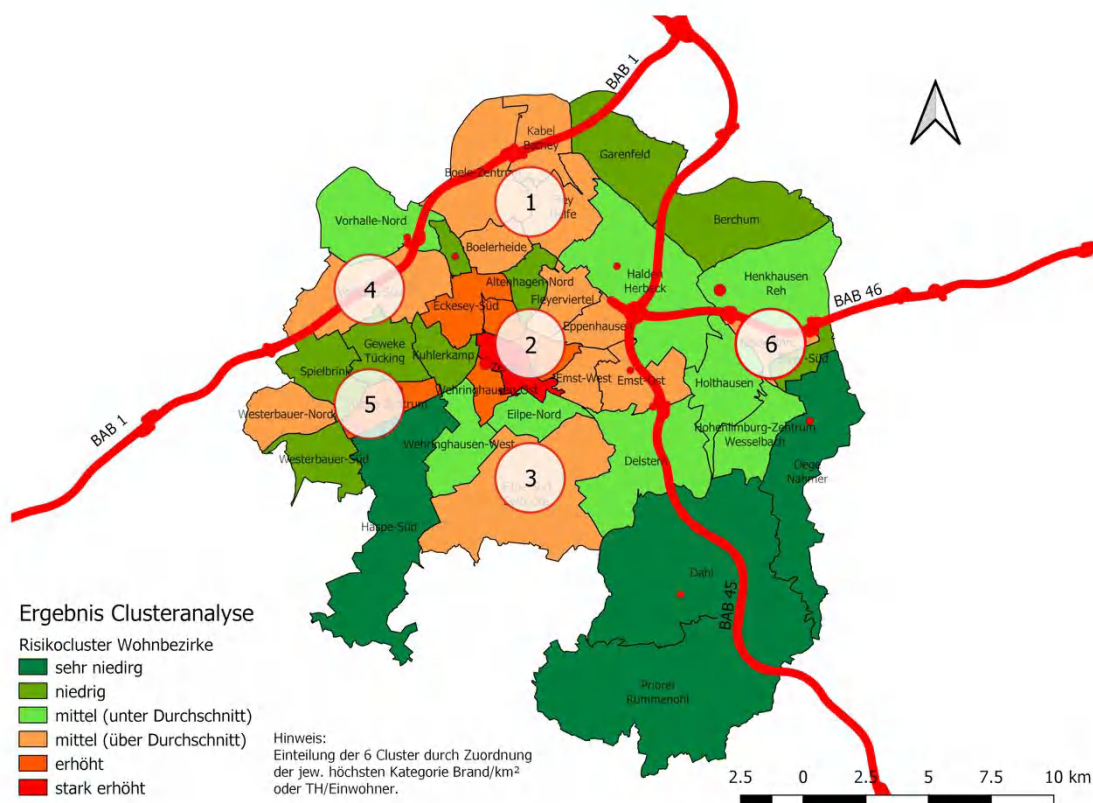 BAB 1
Kabel
Bathey
Garenfeld
Boele-Zentrum
1
Berchum
Vorhalle-Nord
Boelerheide
Halden
Herbeck
Henkhausen
Reh
BAB 46
Altenhagen-Nord
4
Eckesey-Süd
Fleyerviertel
Eppenhausen
2
6
Geweke
Tücking
Kuhlerkamp
Spielbrink
Emst-West
Emst-Ost
Holthausen
Wehringhausen-Ost
5
Westerbauer-Nord
Eilpe-Nord
BAB 1
Hohenlimburg-Zentrum
Wesselbach
Wehringhausen-West
Westerbauer-Süd
Delstern
3
Oege
Nahmer
Haspe-Süd
Dahl
BAB 45
Priorei
Rummenohl
Ergebnis Clusteranalyse
Risikocluster Wohnbezirke
sehr niedirg
niedrig
mittel (unter Durchschnitt)
mittel (über Durchschnitt)
erhöht
stark erhöht
Hinweis:
Einteilung der 6 Cluster durch Zuordnung
der jew. höchsten Kategorie Brand/km²
oder TH/Einwohner.
2.5 0 2.5 5 7.5 10 km